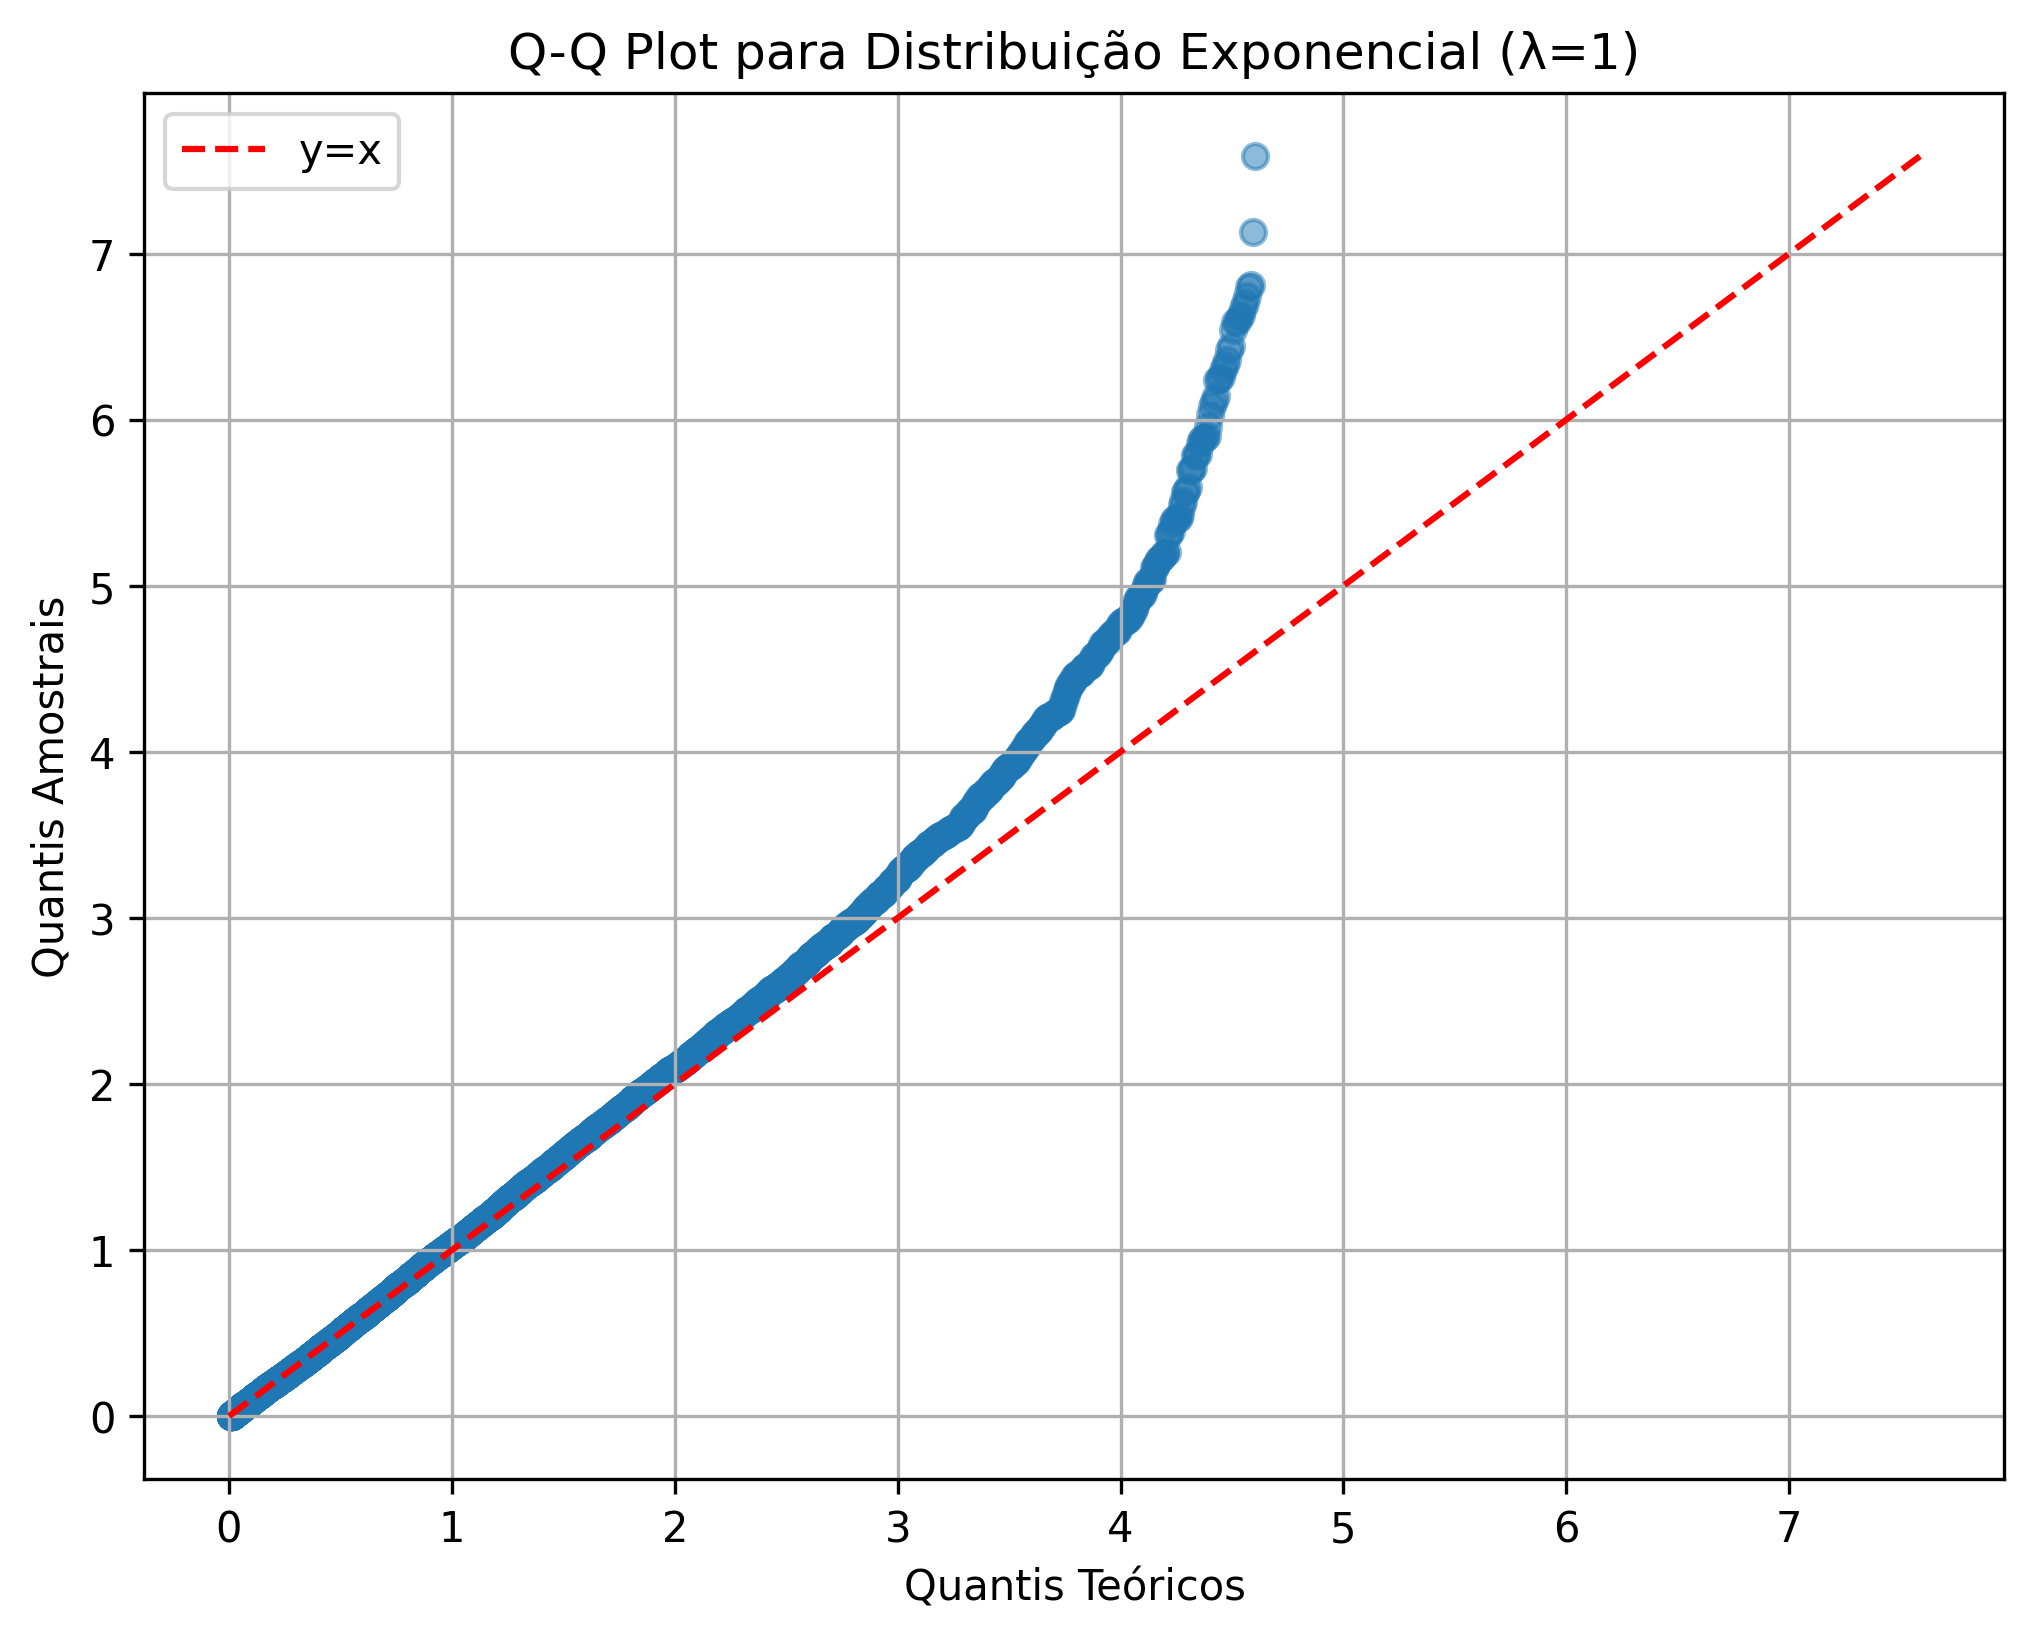 Q-Q Plot para Distribuição Exponencial (λ=1)
y=x
7
6
5
4
3
2
1
0
Quantis Amostrais
0 1 2 3 4 5 6 7
Quantis Teóricos